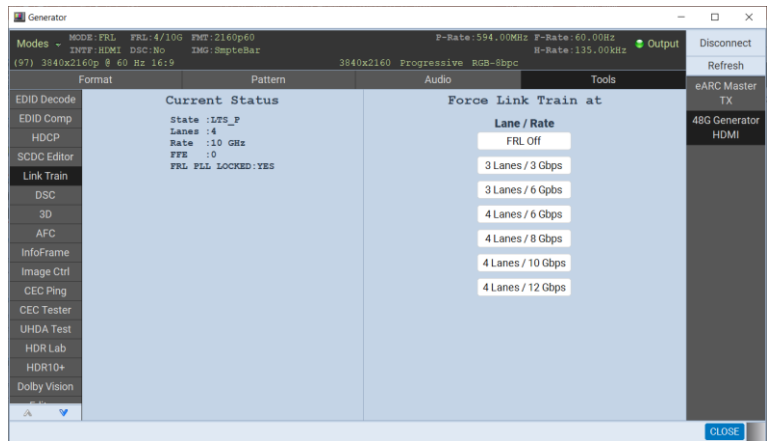 Generator
Modes
MODE:FRL FRL:4/10G FMT:2160p60
INTF:HDMI DSC:No IMG:SmpteBar
P-Rate:594.00MHz F-Rate:60.00Hz
H-Rate:135.00kHz
Output
(97) 3840x2160p @ 60 Hz 16:9
3840x2160 Progressive RGB-8bpc
Disconnect
Refresh
Format
Pattern
Audio
Tools
eARC Master
TX
48G Generator
HDMI
EDID Decode
EDID Comp
HDCP
SCDC Editor
Link Train
DSC
3D
AFC
InfoFrame
Image Ctrl
CEC Ping
CEC Tester
UHDA Test
HDR Lab
HDR10+
Dolby Vision
Current Status
State :LTS_P
Lanes :4
Rate :10 GHz
FFE :0
FRL PLL LOCKED:YES
Force Link Train at
Lane / Rate
FRL Off
3 Lanes / 3 Gbps
3 Lanes / 6 Gpbs
4 Lanes / 6 Gbps
4 Lanes / 8 Gbps
4 Lanes / 10 Gbps
4 Lanes / 12 Gbps
CLOSE